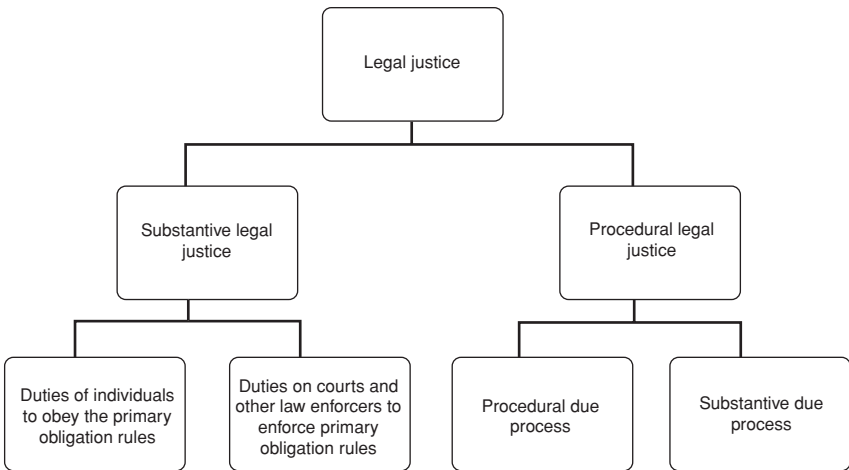 Legal justice
Substantive legal
justice
Procedural legal
justice
Duties of individuals
to obey the primary
obligation rules
Duties on courts and
other law enforcers to
enforce primary
obligation rules
Procedural due
process
Substantive due
process